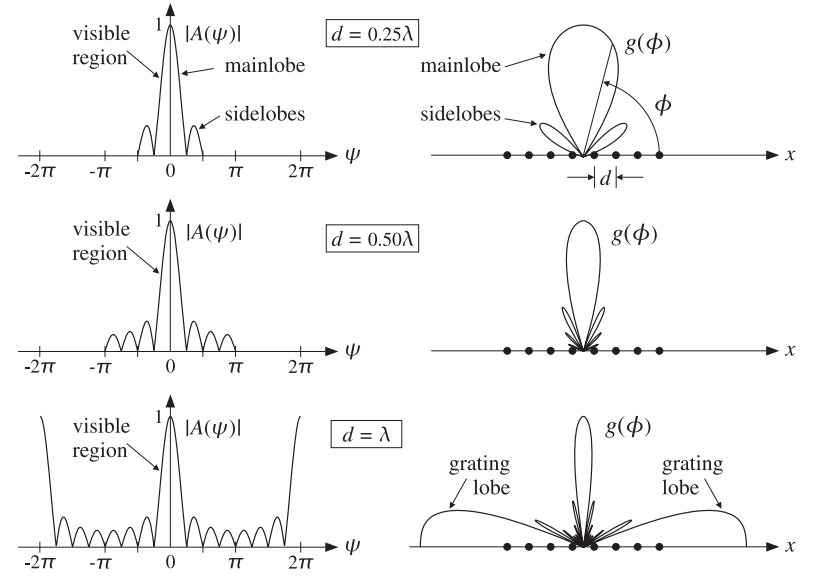 visible
region
1
|A(ψ)|
mainlobe
sidelobes
-2π -π 0 π 2π ψ
d = 0.25λ
mainlobe
sidelobes
g(ϕ)
ϕ
x
d
visible
region
1
|A(ψ)|
-2π -π 0 π 2π ψ
d = 0.50λ
g(ϕ)
x
visible
region
1
|A(ψ)|
-2π -π 0 π 2π ψ
d = λ
g(ϕ)
grating
lobe
grating
lobe
x